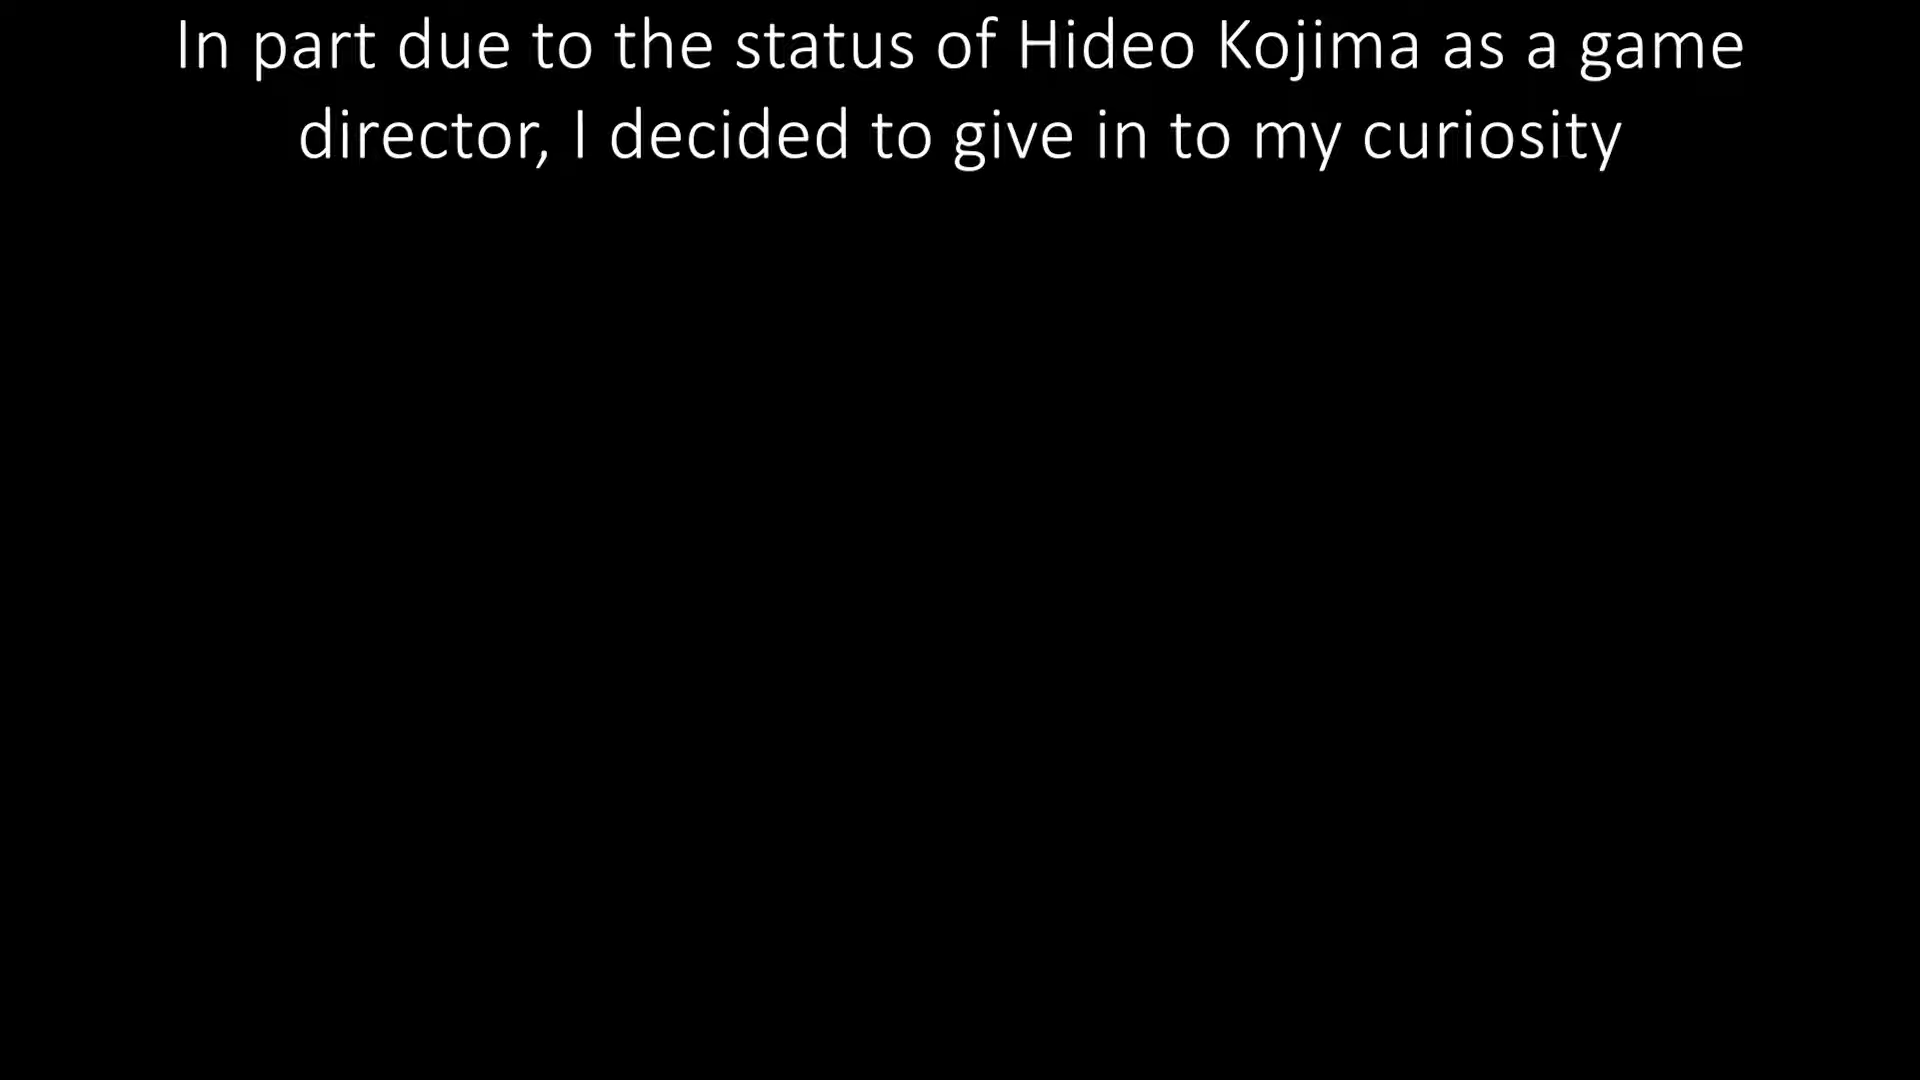 In part due to the status of Hideo Kojima as a game
director, I decided to give in to my curiosity